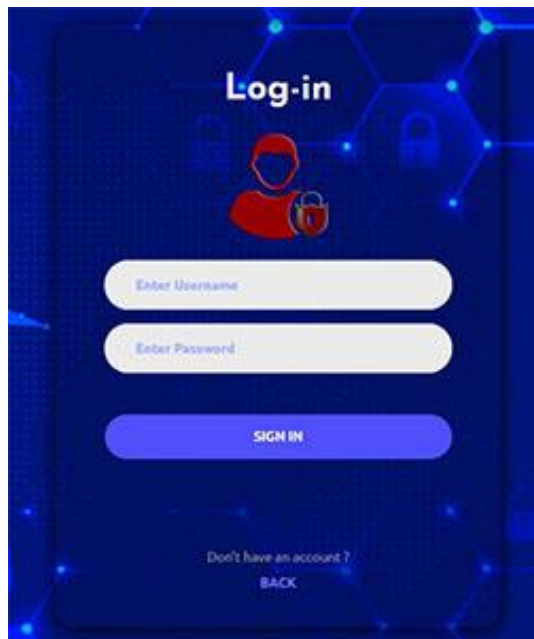 Log-in
Enter Username
Enter Password
SIGN IN
Don't have an account ?
BACK